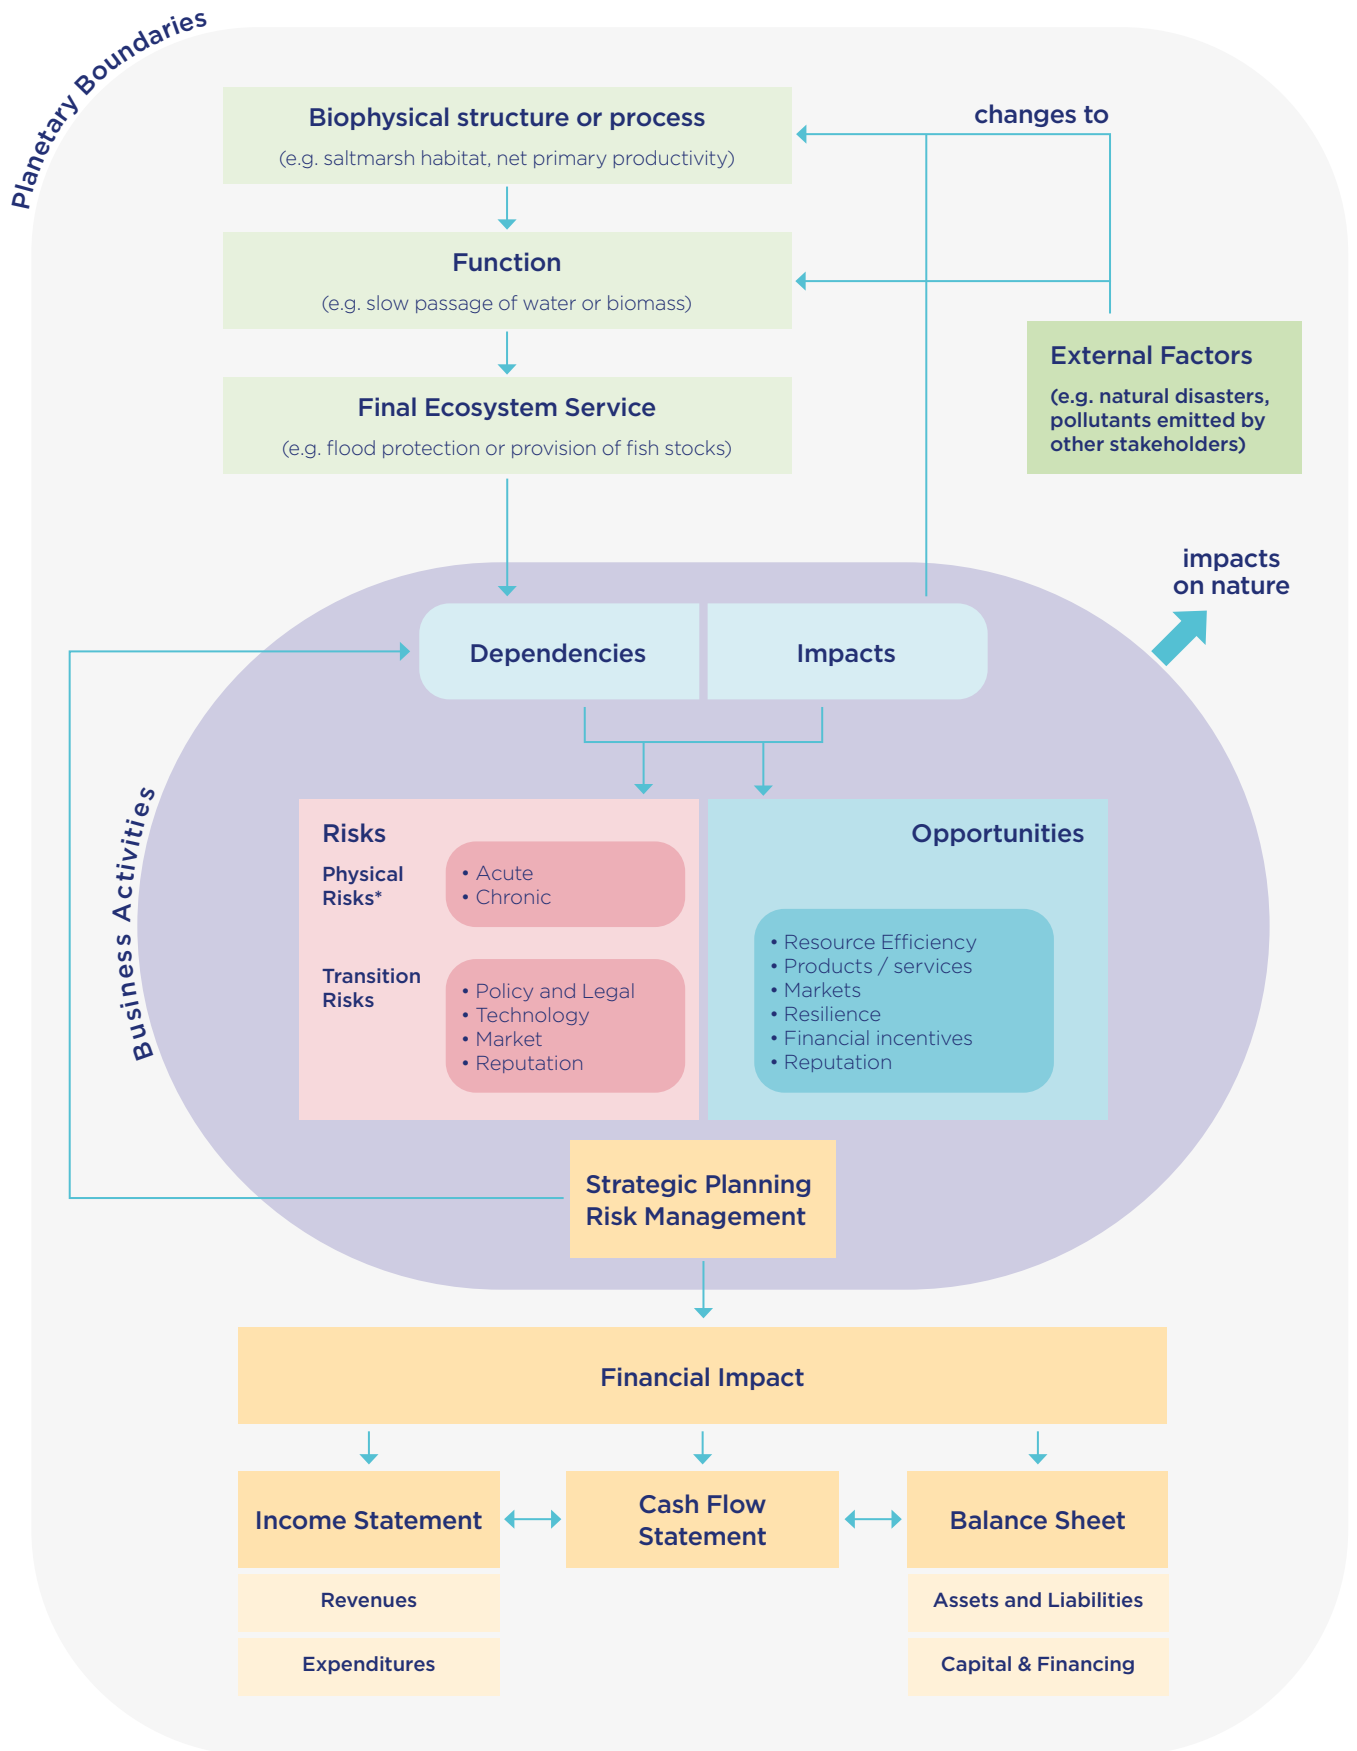 Planetary Boundaries
Biophysical structure or process
(e.g. saltmarsh habitat, net primary productivity)
changes to
Function
(e.g. slow passage of water or biomass)
External Factors
(e.g. natural disasters,
pollutants emitted by
other stakeholders)
Final Ecosystem Service
(e.g. flood protection or provision of fish stocks)
impacts
on nature
Business Activities
Dependencies
Impacts
Risks
Physical
Risks*
• Acute
• Chronic
Transition
Risks
• Policy and Legal
• Technology
• Market
• Reputation
Opportunities
• Resource Efficiency
• Products / services
• Markets
• Resilience
• Financial incentives
• Reputation
Strategic Planning
Risk Management
Financial Impact
Income Statement
Cash Flow
Statement
Balance Sheet
Revenues
Assets and Liabilities
Expenditures
Capital & Financing